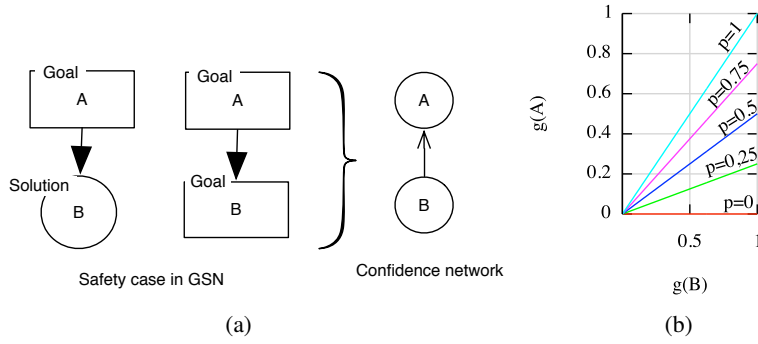 Goal
A
Solution
B
Goal
A
Goal
B
A
B
Safety case in GSN
Confidence network
(a)
1
0.8
0.6
0.4
0.2
0
g(A)
p=1
p=0.75
p=0.5
p=0,25
p=0
0.5
1
g(B)
(b)